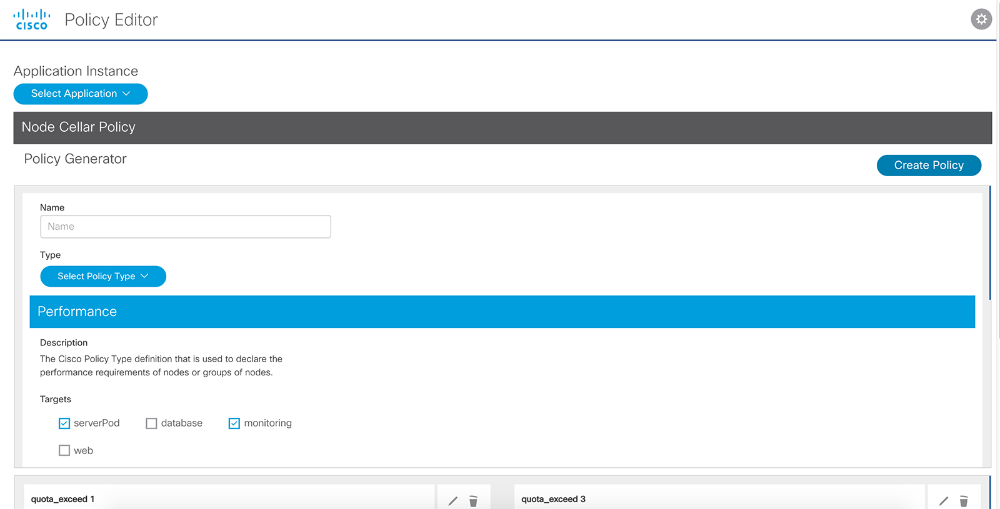 CISCO
Policy Editor
Application Instance
Select Application
Node Cellar Policy
Policy Generator
Create Policy
Name
Name
Type
Select Policy Type
Performance
Description
The Cisco Policy Type definition that is used to declare the
performance requirements of nodes or groups of nodes.
Targets
serverPod database monitoring
web
quota_exceed 1
quota_exceed 3